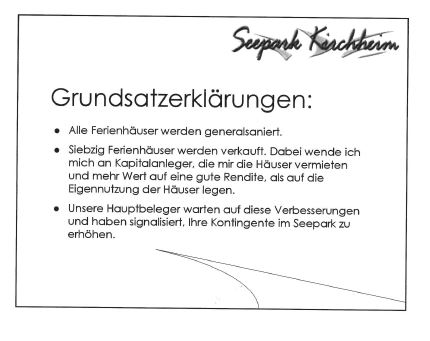 Seepark Kirchheim
Grundsatzerklärungen:
• Alle Ferienhäuser werden generalsaniert.
• Siebzig Ferienhäuser werden verkauft. Dabei wende ich
mich an Kapitalanleger, die mir die Häuser vermieten
und mehr Wert auf eine gute Rendite, als auf die
Eigennutzung der Häuser legen.
• Unsere Hauptbeleger warten auf diese Verbesserungen
und haben signalisiert, Ihre Kontingente im Seepark zu
erhöhen.